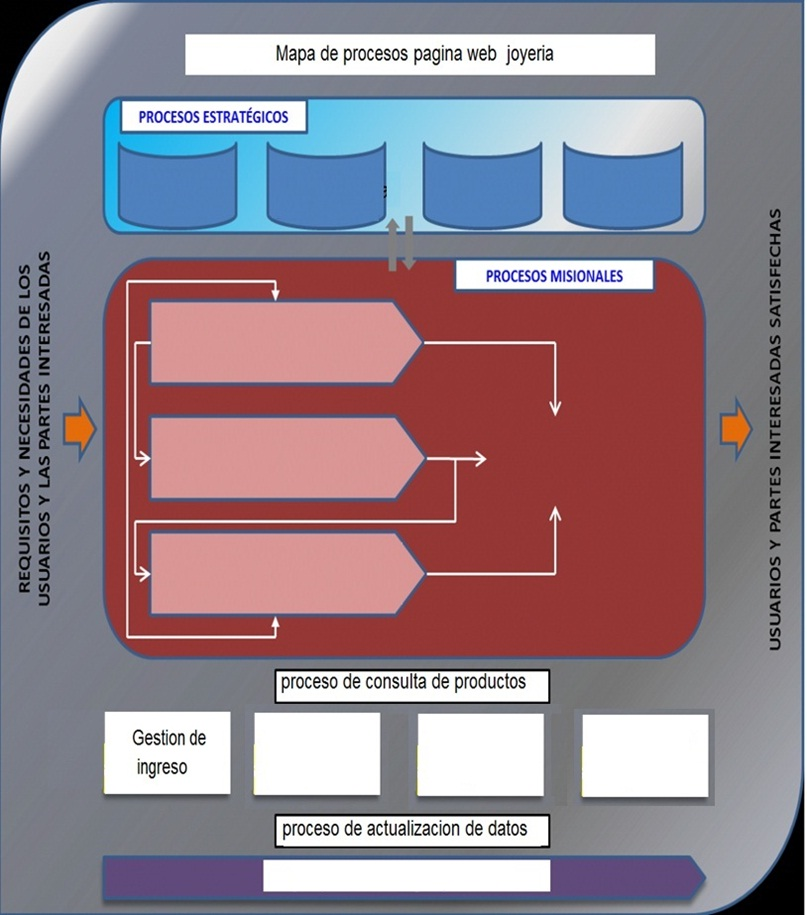 Mapa de procesos pagina web joyeria
PROCESOS ESTRATÉGICOS
PROCESOS MISIONALES
REQUISITOS Y NECESIDADES DE LOS
USUARIOS Y LAS PARTES INTERESADAS
USUARIOS Y PARTES INTERESADAS SATISFECHAS
proceso de consulta de productos
Gestion de
ingreso
proceso de actualizacion de datos